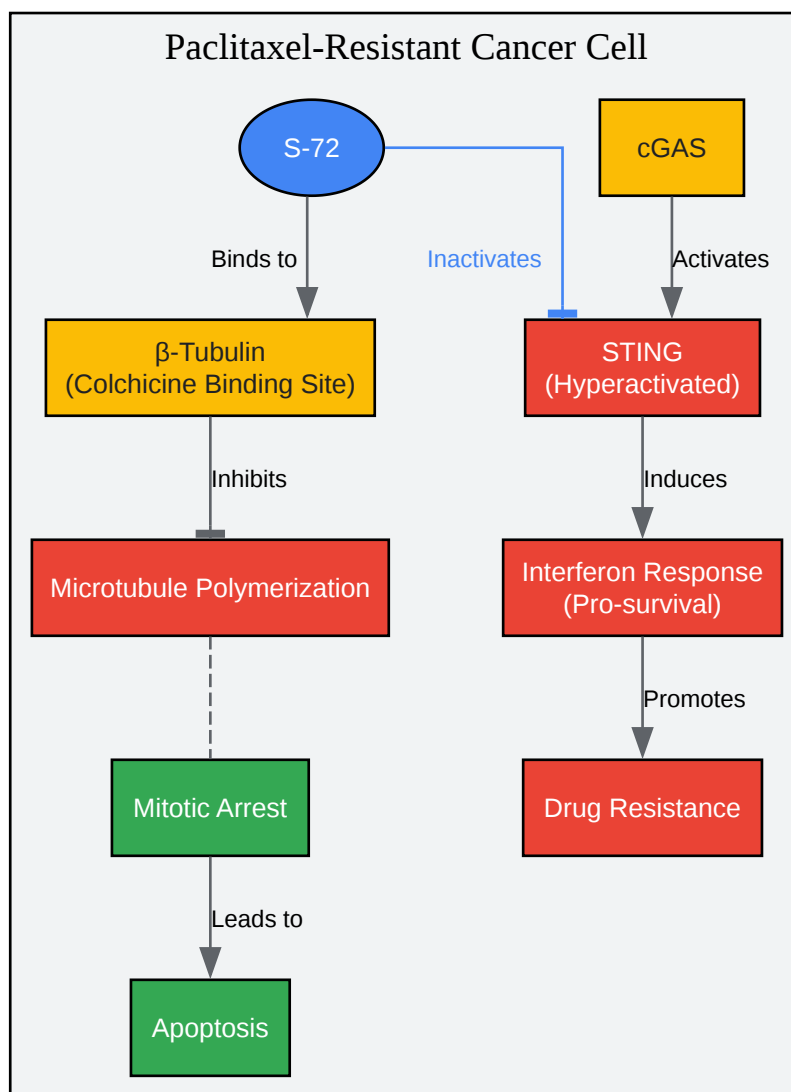 Paclitaxel-Resistant Cancer Cell
S-72
cGAS
Binds to
Inactivates
Activates
β-Tubulin
(Colchicine Binding Site)
STING
(Hyperactivated)
Inhibits
Induces
Microtubule Polymerization
Interferon Response
(Pro-survival)
Promotes
Mitotic Arrest
Drug Resistance
Leads to
Apoptosis